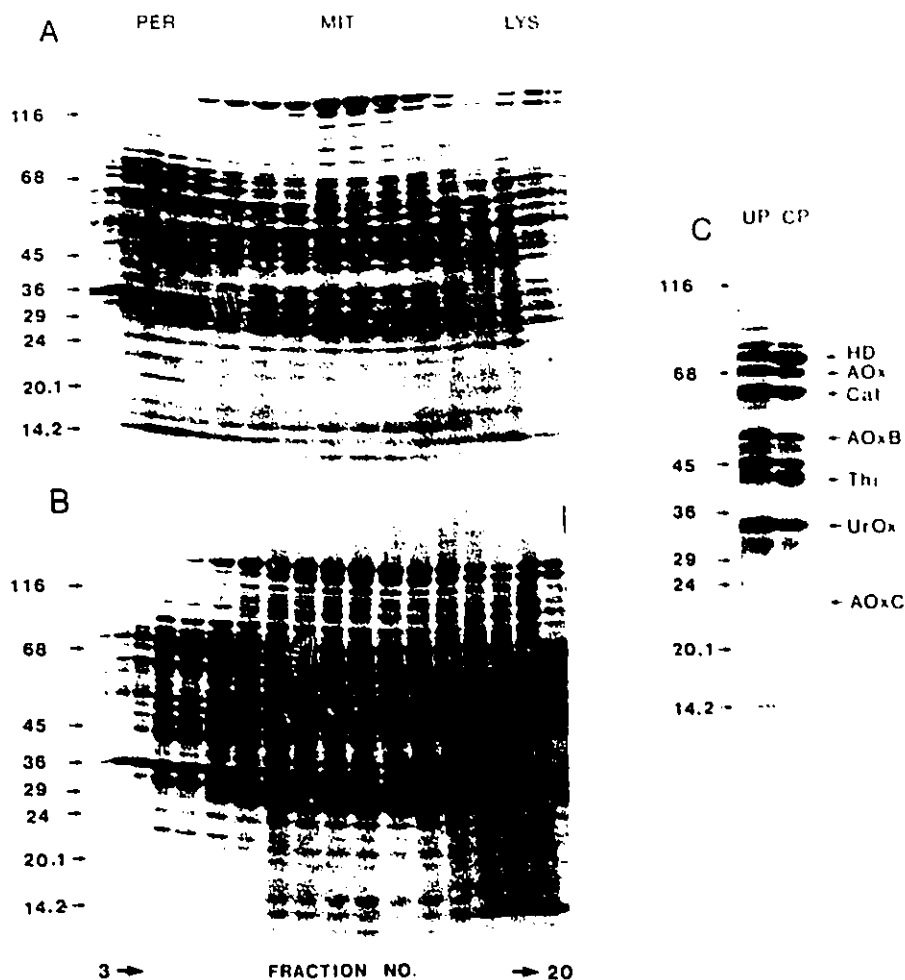 A
PER MIT LYS
116
68
45
36
29
24
20.1
14.2
B
116
68
45
36
29
24
20.1
14.2
3 → FRACTION NO. → 20
C
UP CP
116
68
45
36
29
24
20.1
14.2
HD
AOx
Cat
AOxB
Thi
UrOx
AOxC